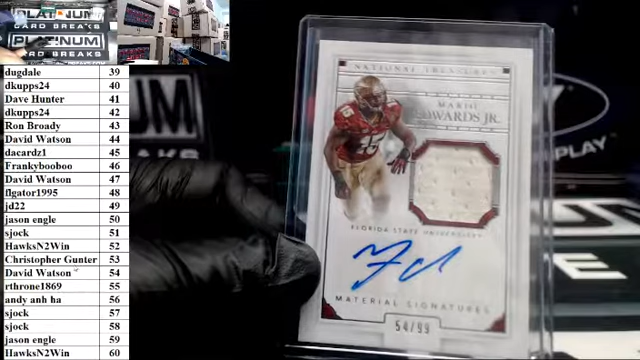 PLATINUM
CARD BREAKS
PLATINUM
CARD BREAKS
dugdale 39
dkupps24 40
Dave Hunter 41
dkupps24 42
Ron Broady 43
David Watson 44
dacardz1 45
Frankybooboo 46
David Watson 47
flgator1995 48
jd22 49
jason engle 50
sjock 51
HawksN2Win 52
Christopher Gunter 53
David Watson 54
rthrone1869 55
andy anh ha 56
sjock 57
sjock 58
jason engle 59
HawksN2Win 60
NATIONAL TREASURES
MARIO
EDWARDS JR.
FLORIDA STATE
MATERIAL SIGNATURES
54/99
PLAY